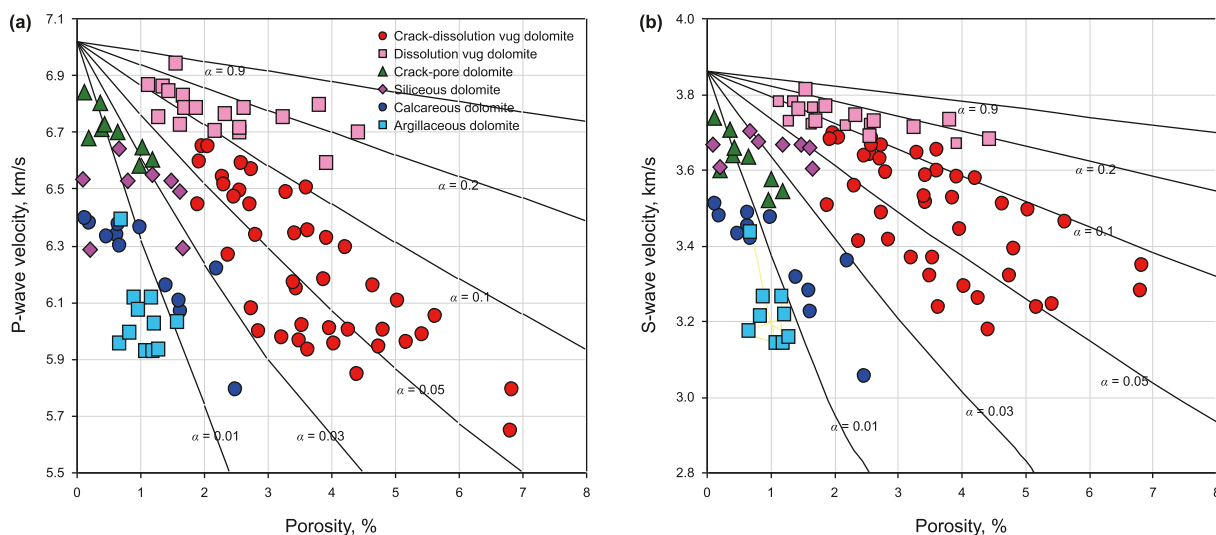 (a)
7.1
6.9
6.7
6.5
6.3
6.1
5.9
5.7
5.5
P-wave velocity, km/s
0
1
2
3
4
5
6
7
8
Porosity, %
Crack-dissolution vug dolomite
Dissolution vug dolomite
Crack-pore dolomite
Siliceous dolomite
Calcareous dolomite
Argillaceous dolomite
α = 0.9
α = 0.2
α = 0.1
α = 0.05
α = 0.03
α = 0.01
(b)
4.0
3.8
3.6
3.4
3.2
3.0
2.8
S-wave velocity, km/s
0
1
2
3
4
5
6
7
8
Porosity, %
α = 0.9
α = 0.2
α = 0.1
α = 0.05
α = 0.03
α = 0.01